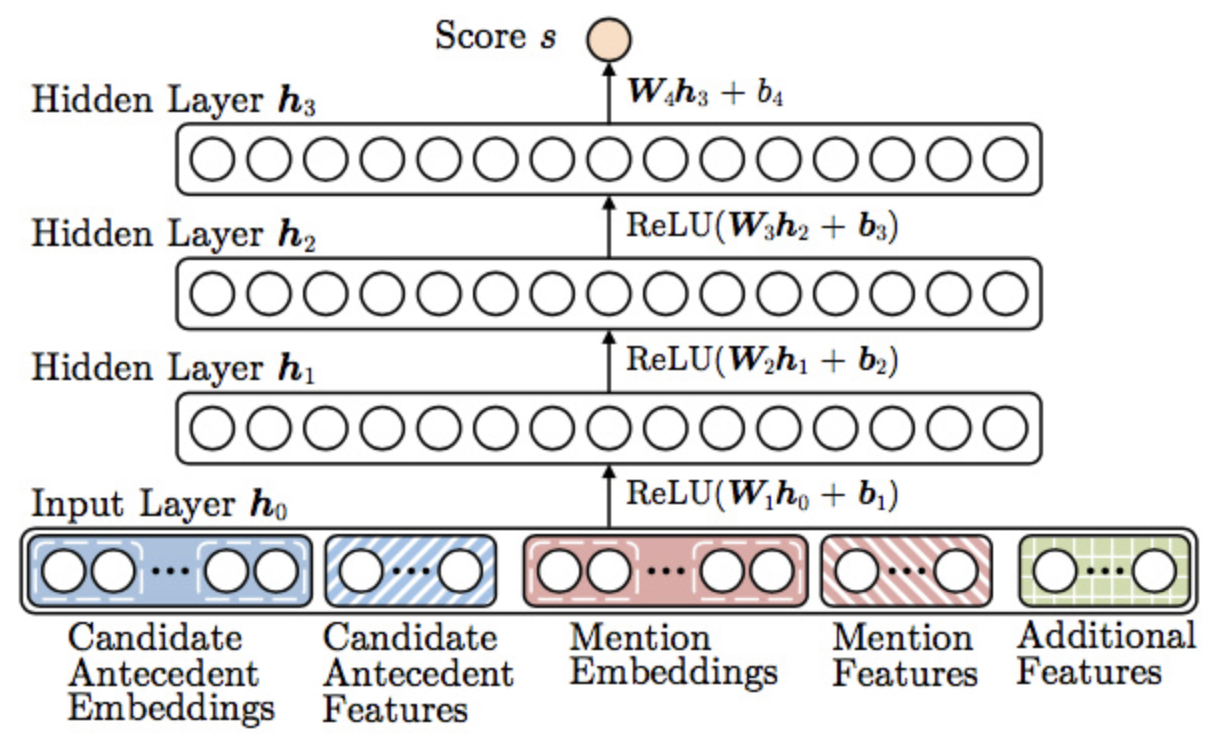 Score s
W₄h₃ + b₄
Hidden Layer h₃
ReLU(W₃h₂ + b₃)
Hidden Layer h₂
ReLU(W₂h₁ + b₂)
Hidden Layer h₁
ReLU(W₁h₀ + b₁)
Input Layer h₀
Candidate Antecedent Embeddings
Candidate Antecedent Features
Mention Embeddings
Mention Features
Additional Features